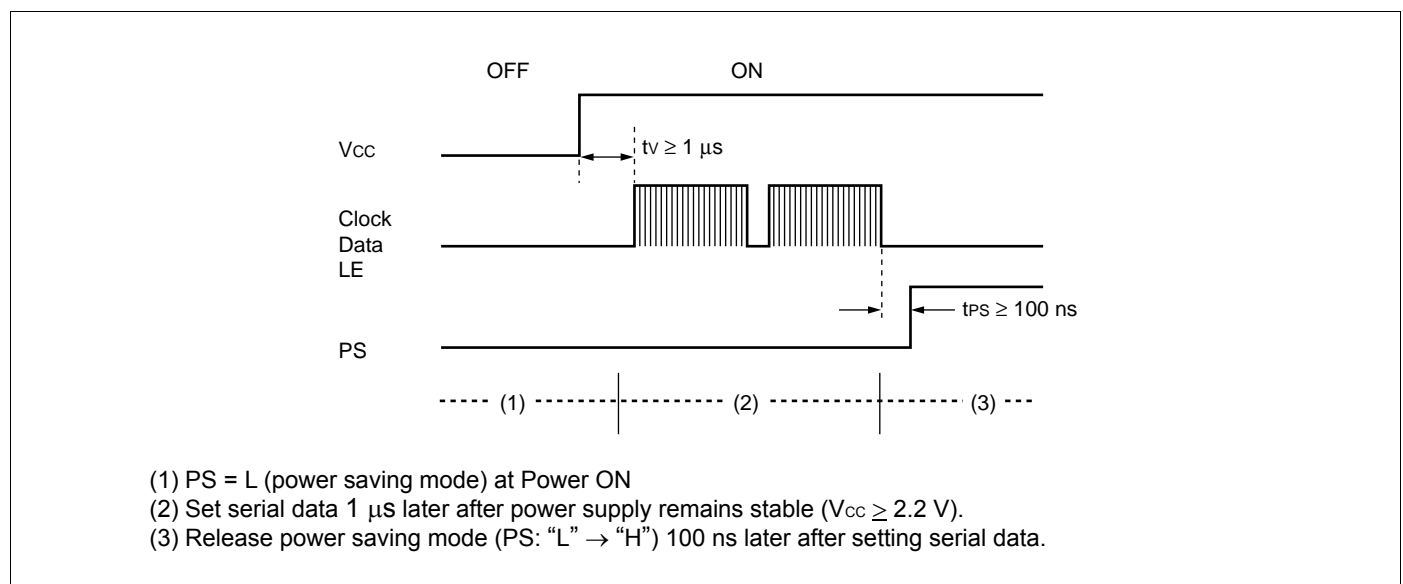 OFF ON
Vcc
tV ≥ 1 μs
Clock
Data
LE
tPS ≥ 100 ns
PS
(1) (2) (3)
(1) PS = L (power saving mode) at Power ON
(2) Set serial data 1 μs later after power supply remains stable (Vcc ≥ 2.2 V).
(3) Release power saving mode (PS: “L” → “H”) 100 ns later after setting serial data.